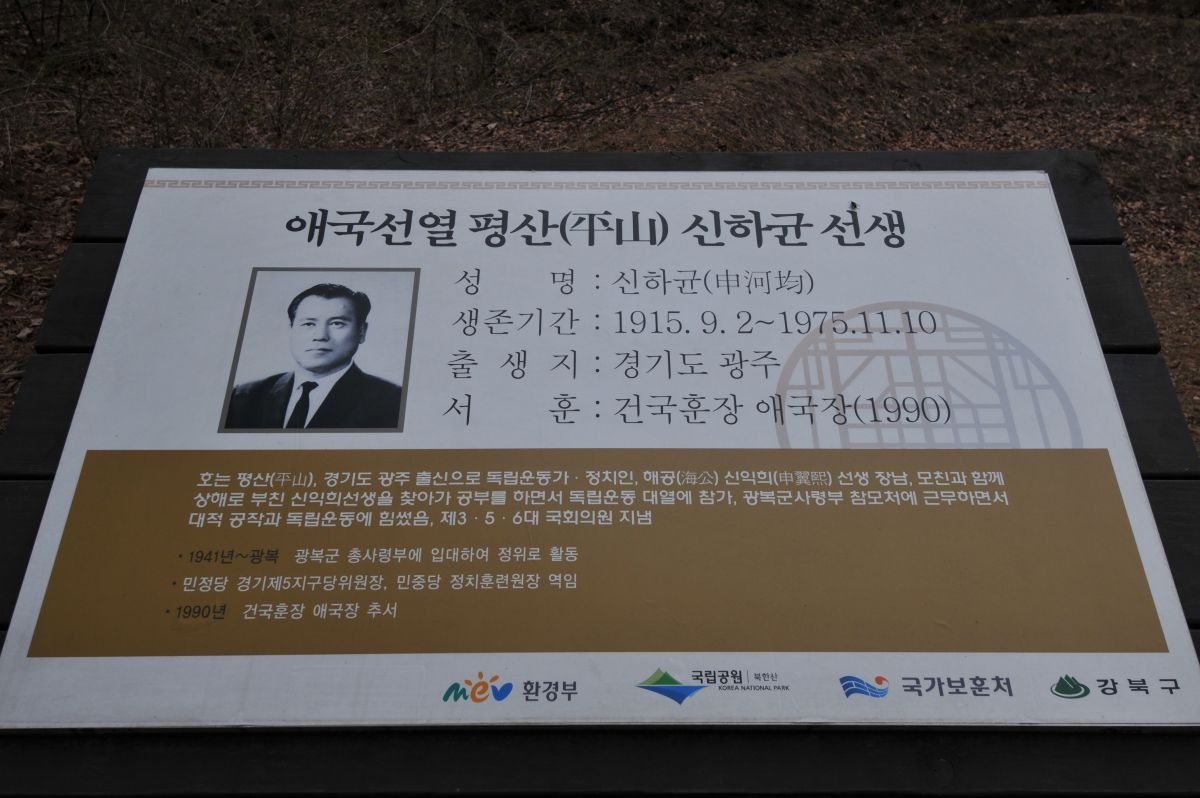 애국선열 평산(平山) 신하균 선생
성 명 : 신하균(申河均)
생존기간 : 1915. 9. 2~1975.11.10
출 생 지 : 경기도 광주
서 훈 : 건국훈장 애국장(1990)
호는 평산(平山), 경기도 광주 출신으로 독립운동가 · 정치인, 해공(海公) 신익희(申翼熙) 선생 장남, 모친과 함께
상해로 부친 신익희선생을 찾아가 공부를 하면서 독립운동 대열에 참가, 광복군사령부 참모처에 근무하면서
대적 공작과 독립운동에 힘썼음, 제3 · 5 · 6대 국회의원 지냄
· 1941년~광복 광복군 총사령부에 입대하여 정위로 활동
· 민정당 경기제5지구당위원장, 민중당 정치훈련원장 역임
· 1990년 건국훈장 애국장 추서
mev 환경부
국립공원 | 북한산
KOREA NATIONAL PARK
국가보훈처
강북구